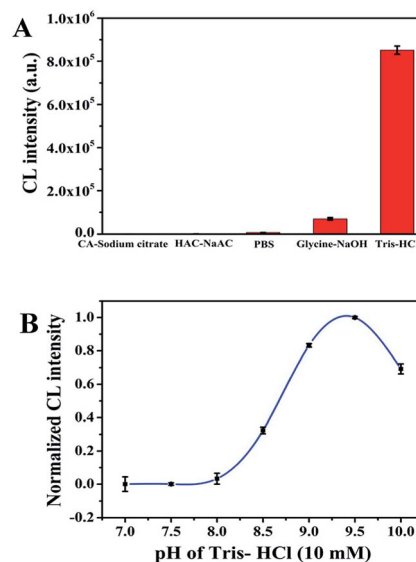 A
CL intensity (a.u.)
1.0x10⁶
8.0x10⁵
6.0x10⁵
4.0x10⁵
2.0x10⁵
0.0
CA-Sodium citrate HAC-NaAC PBS Glycine-NaOH Tris-HC
B
Normalized CL intensity
1.0
0.8
0.6
0.4
0.2
0.0
-0.2
7.0 7.5 8.0 8.5 9.0 9.5 10.0
pH of Tris- HCl (10 mM)